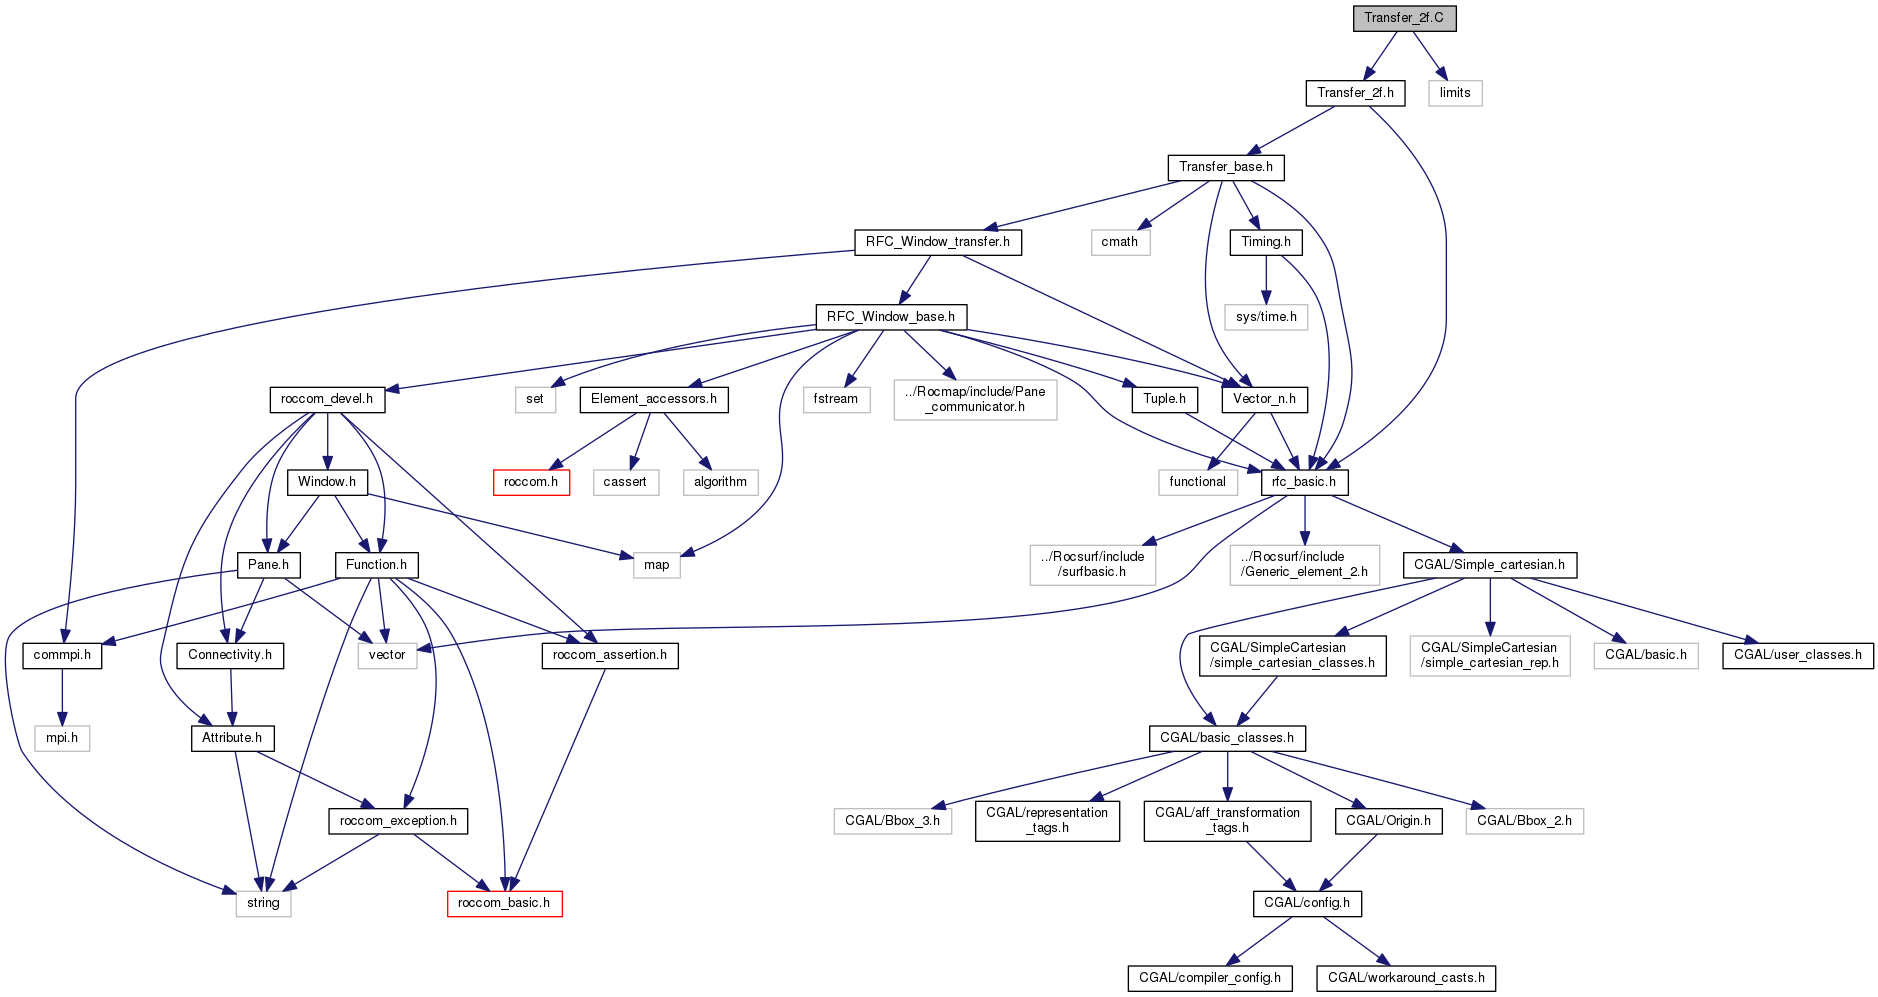 Transfer_2f.C
Transfer_2f.h
limits
Transfer_base.h
RFC_Window_transfer.h
cmath
Timing.h
RFC_Window_base.h
sys/time.h
roccom_devel.h
set
Element_accessors.h
fstream
../Rocmap/include/Pane
_communicator.h
Tuple.h
Vector_n.h
Window.h
roccom.h
cassert
algorithm
functional
rfc_basic.h
Pane.h
Function.h
map
../Rocsurf/include
/surfbasic.h
../Rocsurf/include
/Generic_element_2.h
CGAL/Simple_cartesian.h
commpi.h
Connectivity.h
vector
roccom_assertion.h
CGAL/SimpleCartesian
/simple_cartesian_classes.h
CGAL/SimpleCartesian
/simple_cartesian_rep.h
CGAL/basic.h
CGAL/user_classes.h
mpi.h
Attribute.h
CGAL/basic_classes.h
roccom_exception.h
CGAL/Bbox_3.h
CGAL/representation
_tags.h
CGAL/aff_transformation
_tags.h
CGAL/Origin.h
CGAL/Bbox_2.h
string
roccom_basic.h
CGAL/config.h
CGAL/compiler_config.h
CGAL/workaround_casts.h